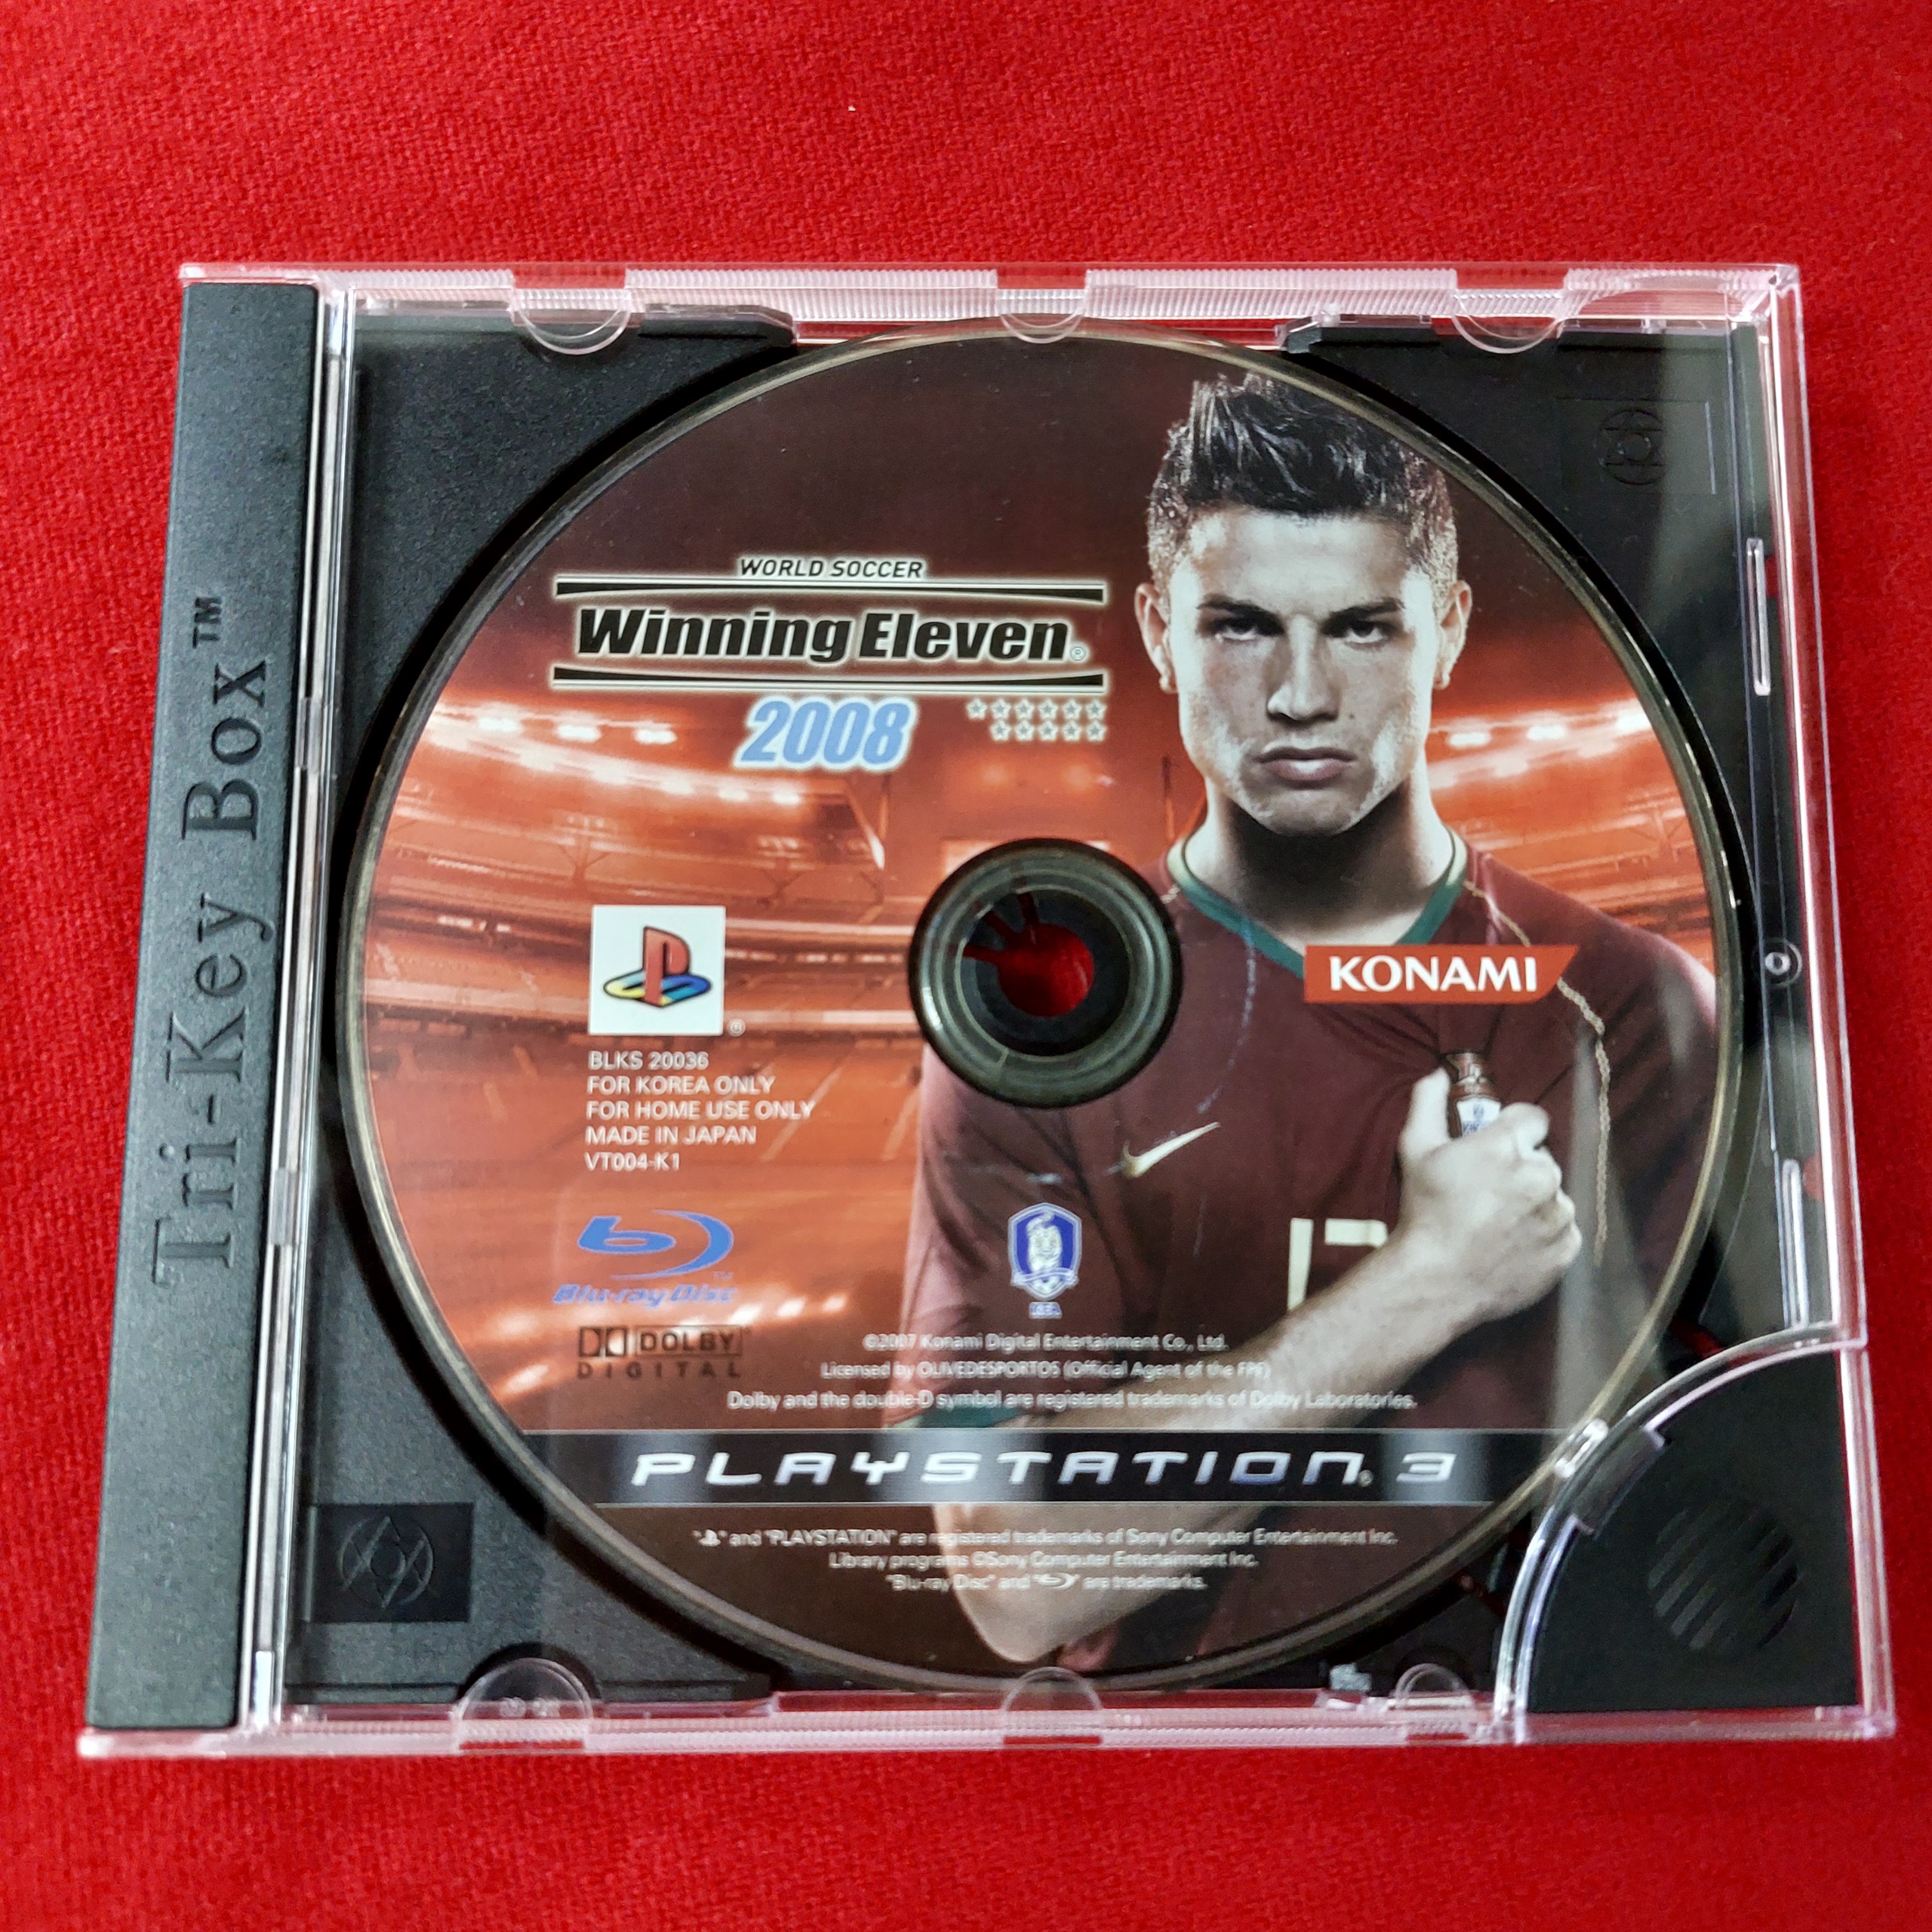 Tri-Key Box™
WORLD SOCCER
Winning Eleven®
2008
KONAMI
®
BLKS 20036
FOR KOREA ONLY
FOR HOME USE ONLY
MADE IN JAPAN
VT004-K1
17
Blu-ray Disc™
KFA
DOLBY®
DIGITAL
©2007 Konami Digital Entertainment Co., Ltd.
Licensed by OLIVEDESPORTOS (Official Agent of the FPF)
Dolby and the double-D symbol are registered trademarks of Dolby Laboratories.
PLAYSTATION®3
" " and "PLAYSTATION" are registered trademarks of Sony Computer Entertainment Inc.
Library programs ©Sony Computer Entertainment Inc.
"Blu-ray Disc" and " " are trademarks.